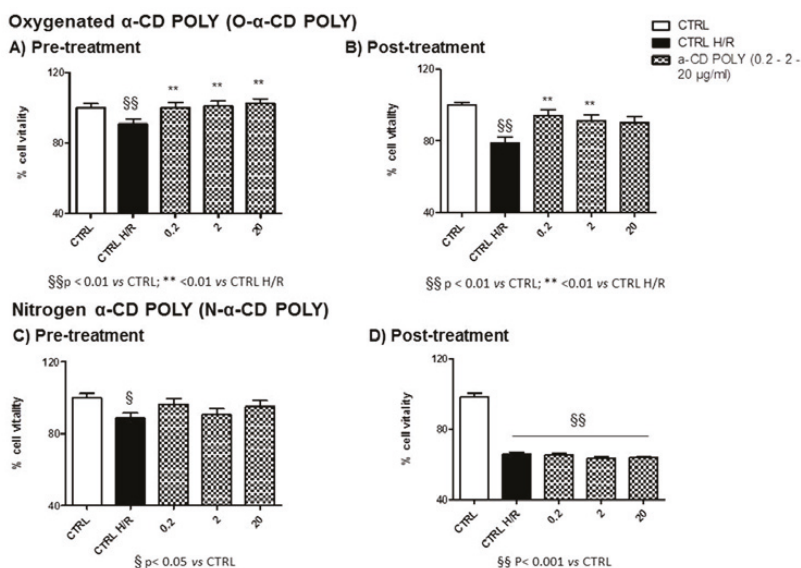 Oxygenated α-CD POLY (O-α-CD POLY)
CTRL
CTRL H/R
a-CD POLY (0.2 - 2 -
20 µg/ml)
A) Pre-treatment
% cell vitality
120
80
40
§§
**
**
**
CTRL
CTRL H/R
0.2
2
20
§§p < 0.01 vs CTRL; ** <0.01 vs CTRL H/R
B) Post-treatment
% cell vitality
120
80
40
§§
**
**
CTRL
CTRL H/R
0.2
2
20
§§ p < 0.01 vs CTRL; ** <0.01 vs CTRL H/R
Nitrogen α-CD POLY (N-α-CD POLY)
C) Pre-treatment
% cell vitality
120
80
40
§
CTRL
CTRL H/R
0.2
2
20
§ p< 0.05 vs CTRL
D) Post-treatment
% cell vitality
120
80
40
§§
CTRL
CTRL H/R
0.2
2
20
§§ P< 0.001 vs CTRL